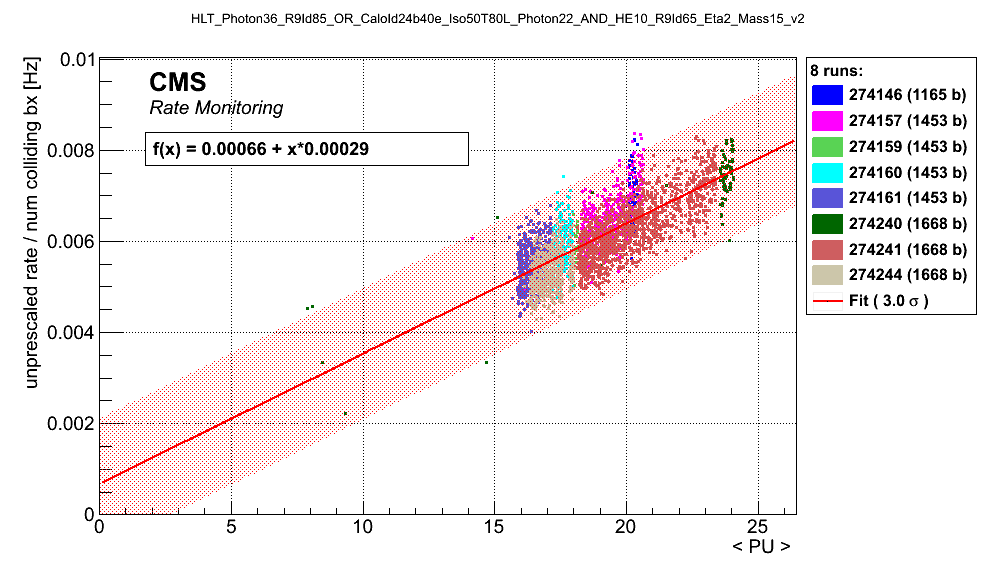 HLT_Photon36_R9Id85_OR_CaloId24b40e_Iso50T80L_Photon22_AND_HE10_R9Id65_Eta2_Mass15_v2
unprescaled rate / num colliding bx [Hz]
0.01
0.008
0.006
0.004
0.002
0
CMS
Rate Monitoring
f(x) = 0.00066 + x*0.00029
0 5 10 15 20 25
< PU >
8 runs:
274146 (1165 b)
274157 (1453 b)
274159 (1453 b)
274160 (1453 b)
274161 (1453 b)
274240 (1668 b)
274241 (1668 b)
274244 (1668 b)
Fit ( 3.0 σ )